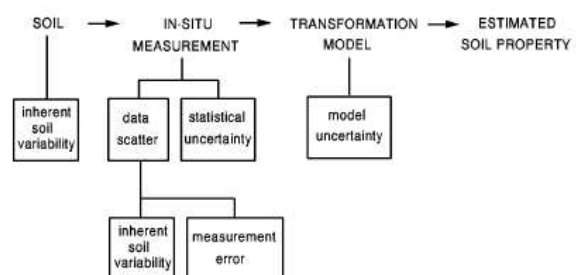 SOIL
IN-SITU
MEASUREMENT
TRANSFORMATION
MODEL
ESTIMATED
SOIL PROPERTY
inherent
soil
variability
data
scatter
statistical
uncertainty
model
uncertainty
inherent
soil
variability
measurement
error